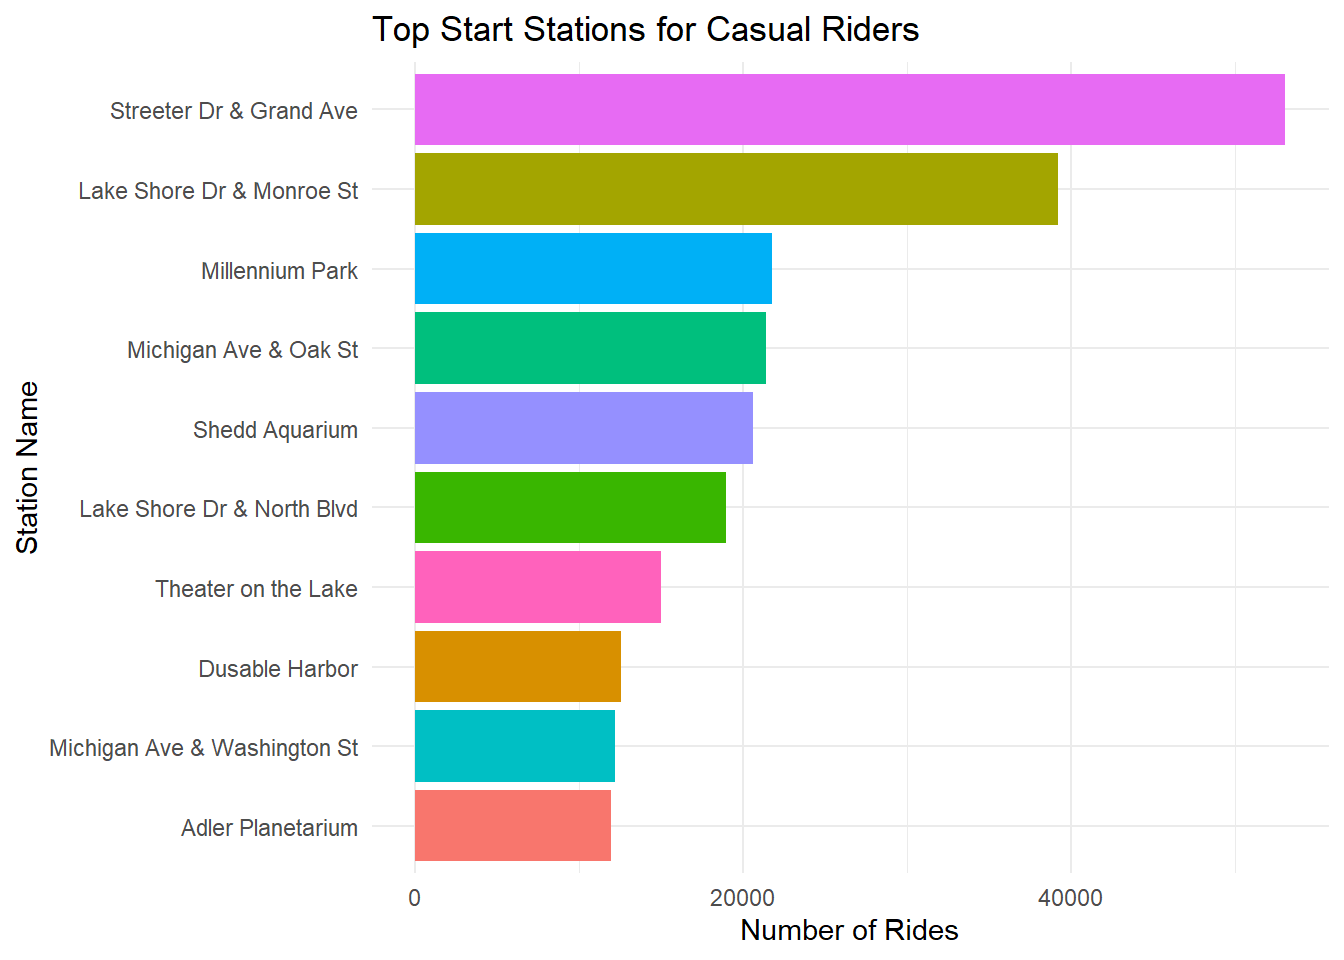 Top Start Stations for Casual Riders
Station Name
Streeter Dr & Grand Ave
Lake Shore Dr & Monroe St
Millennium Park
Michigan Ave & Oak St
Shedd Aquarium
Lake Shore Dr & North Blvd
Theater on the Lake
Dusable Harbor
Michigan Ave & Washington St
Adler Planetarium
0 20000 40000
Number of Rides